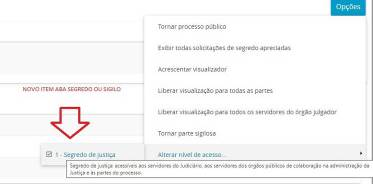 Opções
Tornar processo público
Exibir todas solicitações de segredo apreciadas
Acrescentar visualizador
NOVO ITEM ABA SEGREDO OU SIGILO
Liberar visualização para todas as partes
Liberar visualização para todos os servidores do órgão julgador
Tornar parte sigilosa
1 - Segredo de justiça
Alterar nível de acesso...
Segredo de justiça: acessíveis aos servidores do Judiciário, aos servidores dos órgãos públicos de colaboração na administração da
Justiça e às partes do processo.